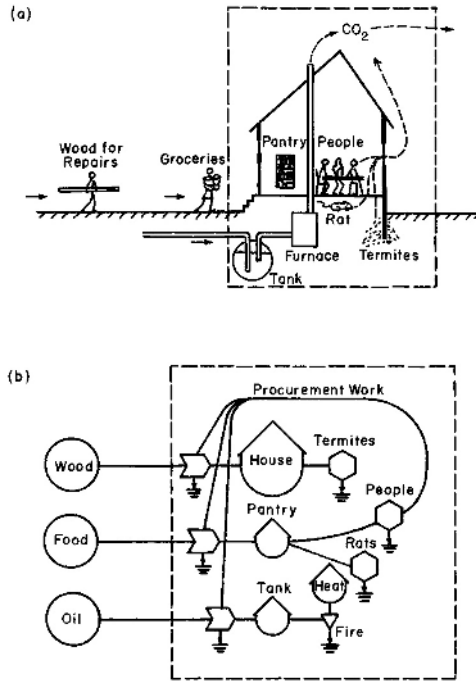 (a)
CO2
Pantry People
Wood for
Repairs
Groceries
Rat
Furnace
Termites
Tank
(b)
Procurement Work
Wood
House
Termites
People
Pantry
Food
Rats
Tank
Heat
Oil
Fire